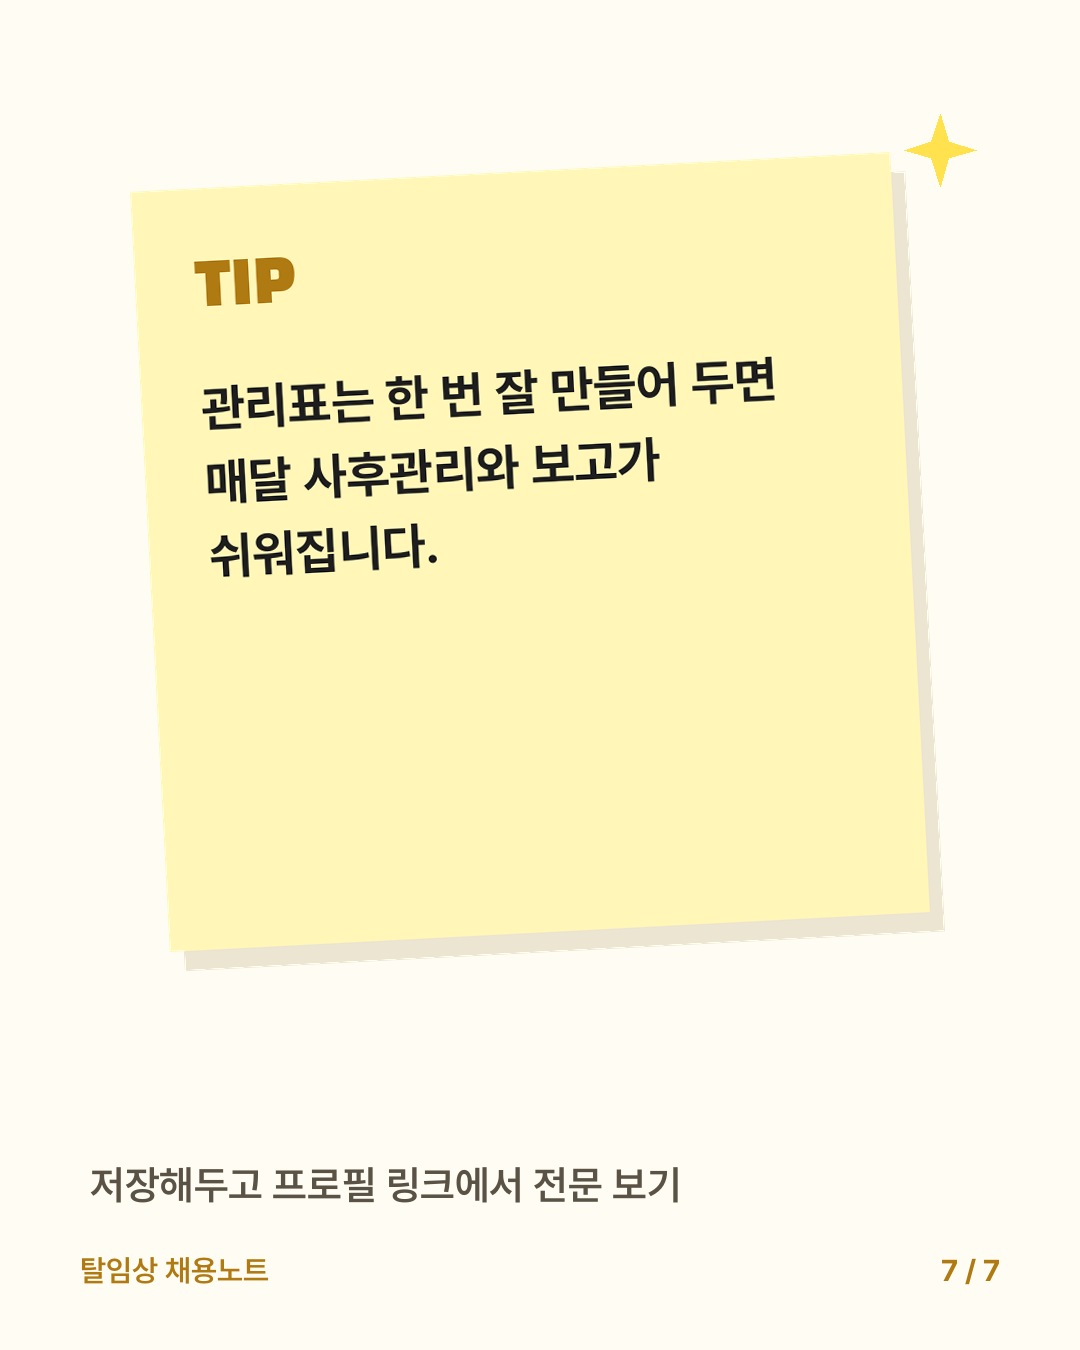 TIP
관리표는 한 번 잘 만들어 두면
매달 사후관리와 보고가
쉬워집니다.
저장해두고 프로필 링크에서 전문 보기
탈임상 채용노트
7 / 7